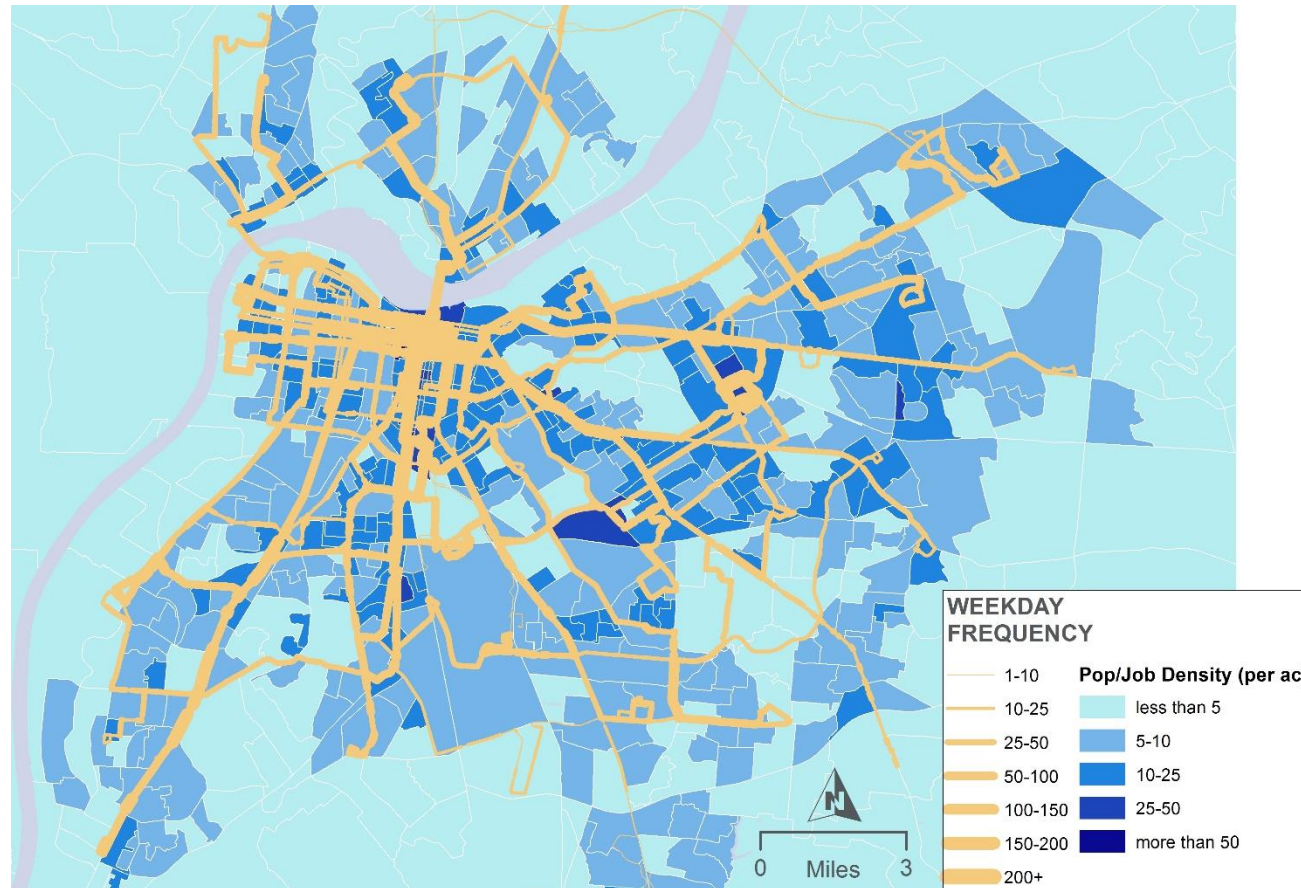 WEEKDAY
FREQUENCY
1-10
10-25
25-50
50-100
100-150
150-200
200+
Pop/Job Density (per ac
less than 5
5-10
10-25
25-50
more than 50
N
0 Miles 3